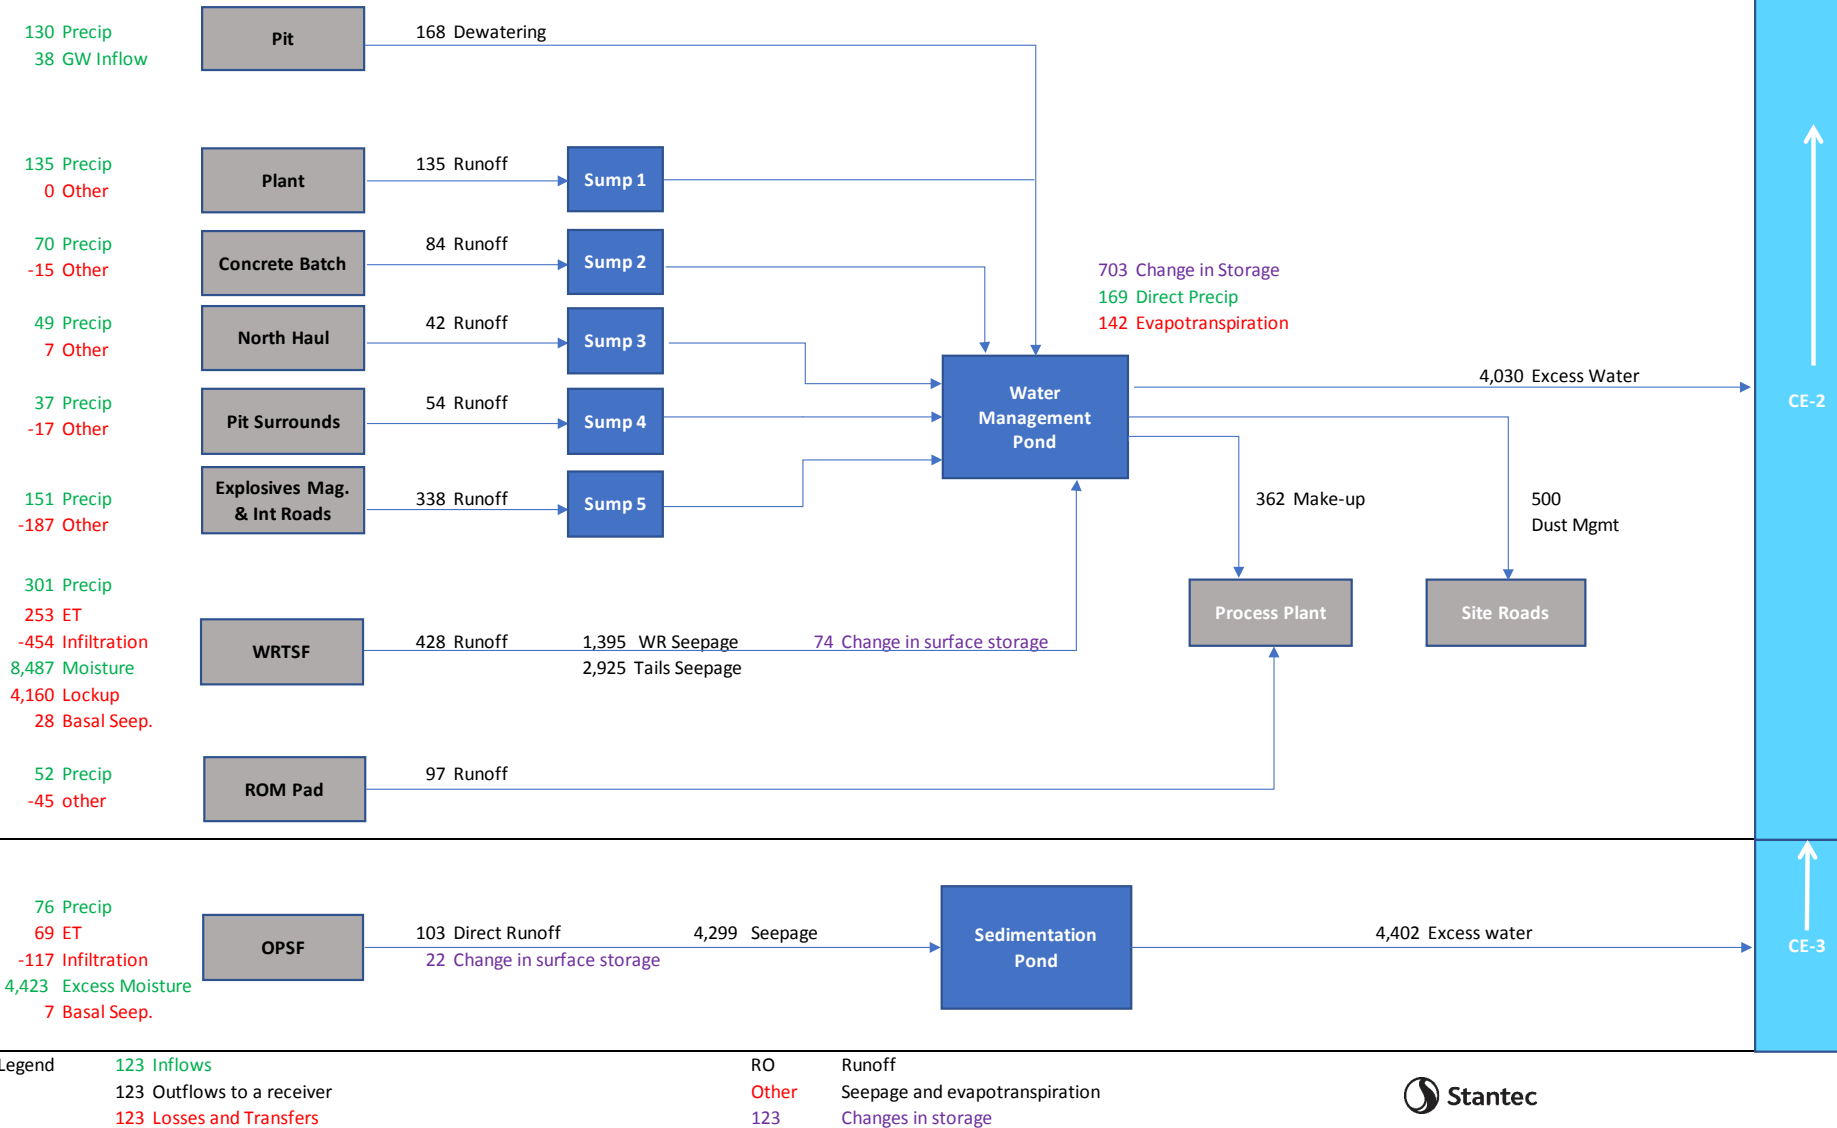 130 Precip
38 GW Inflow
Pit
168 Dewatering
135 Precip
0 Other
Plant
135 Runoff
Sump 1
70 Precip
-15 Other
Concrete Batch
84 Runoff
Sump 2
703 Change in Storage
169 Direct Precip
142 Evapotranspiration
49 Precip
7 Other
North Haul
42 Runoff
Sump 3
37 Precip
-17 Other
Pit Surrounds
54 Runoff
Sump 4
Water
Management
Pond
4,030 Excess Water
CE-2
151 Precip
-187 Other
Explosives Mag.
& Int Roads
338 Runoff
Sump 5
362 Make-up
500
Dust Mgmt
301 Precip
253 ET
-454 Infiltration
8,487 Moisture
4,160 Lockup
28 Basal Seep.
WRTSF
428 Runoff
1,395 WR Seepage
2,925 Tails Seepage
74 Change in surface storage
Process Plant
Site Roads
52 Precip
-45 other
ROM Pad
97 Runoff
76 Precip
69 ET
-117 Infiltration
4,423 Excess Moisture
7 Basal Seep.
OPSF
103 Direct Runoff
22 Change in surface storage
4,299 Seepage
Sedimentation
Pond
4,402 Excess water
CE-3
Legend
123 Inflows
123 Outflows to a receiver
123 Losses and Transfers
RO Runoff
Other Seepage and evapotranspiration
123 Changes in storage
Stantec